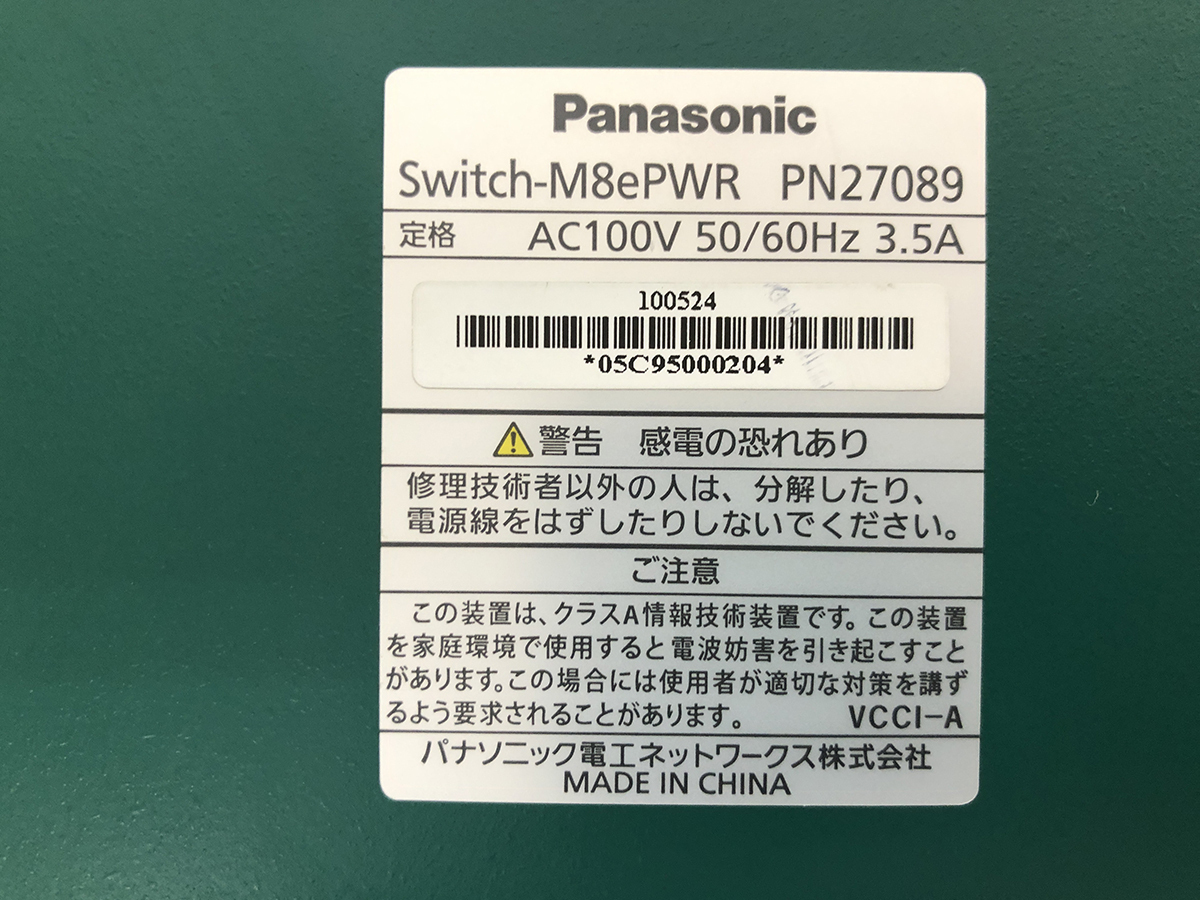 Panasonic
Switch-M8ePWR PN27089
定格 AC100V 50/60Hz 3.5A
100524
*05C95000204*
警告 感電の恐れあり
修理技術者以外の人は、分解したり、
電源線をはずしたりしないでください。
ご注意
この装置は、クラスA情報技術装置です。この装置
を家庭環境で使用すると電波妨害を引き起こすこと
があります。この場合には使用者が適切な対策を講ず
るよう要求されることがあります。 VCCI-A
パナソニック電工ネットワークス株式会社
MADE IN CHINA